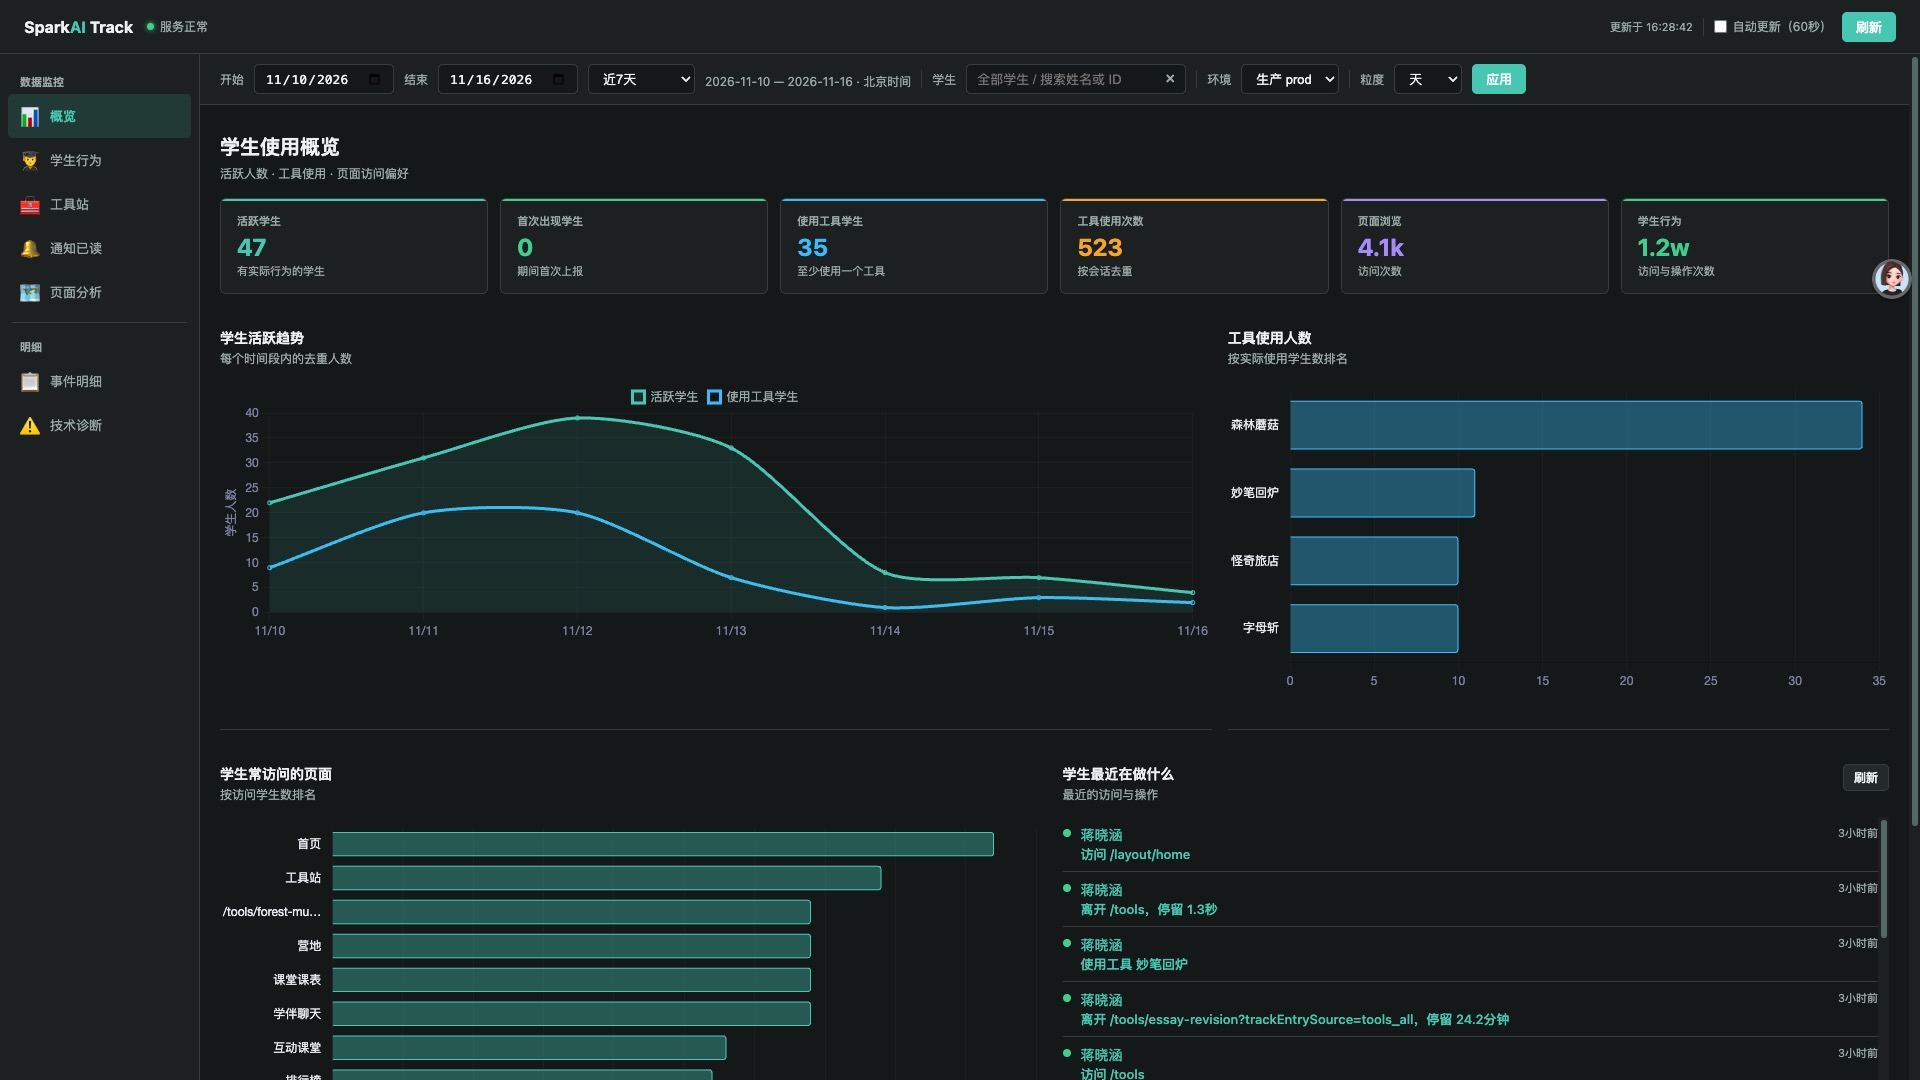 SparkAI Track 服务正常
更新于 16:28:42 自动更新（60秒） 刷新
数据监控
概览
学生行为
工具站
通知已读
页面分析
明细
事件明细
技术诊断
开始 11/10/2026 结束 11/16/2026 近7天 2026-11-10 — 2026-11-16 · 北京时间 学生 全部学生 / 搜索姓名或 ID × 环境 生产 prod 粒度 天 应用
学生使用概览
活跃人数 · 工具使用 · 页面访问偏好
活跃学生
47
有实际行为的学生
首次出现学生
0
期间首次上报
使用工具学生
35
至少使用一个工具
工具使用次数
523
按会话去重
页面浏览
4.1k
访问次数
学生行为
1.2w
访问与操作次数
学生活跃趋势
每个时间段内的去重人数
活跃学生 使用工具学生
学生人数
40
35
30
25
20
15
10
5
0
11/10 11/11 11/12 11/13 11/14 11/15 11/16
工具使用人数
按实际使用学生数排名
森林蘑菇
妙笔回炉
怪奇旅店
字母斩
0 5 10 15 20 25 30 35
学生常访问的页面
按访问学生数排名
首页
工具站
/tools/forest-mu...
营地
课堂课表
学伴聊天
互动课堂
排行榜
学生最近在做什么
最近的访问与操作
刷新
蒋晓涵 3小时前
访问 /layout/home
蒋晓涵 3小时前
离开 /tools，停留 1.3秒
蒋晓涵 3小时前
使用工具 妙笔回炉
蒋晓涵 3小时前
离开 /tools/essay-revision?trackEntrySource=tools_all，停留 24.2分钟
蒋晓涵 3小时前
访问 /tools